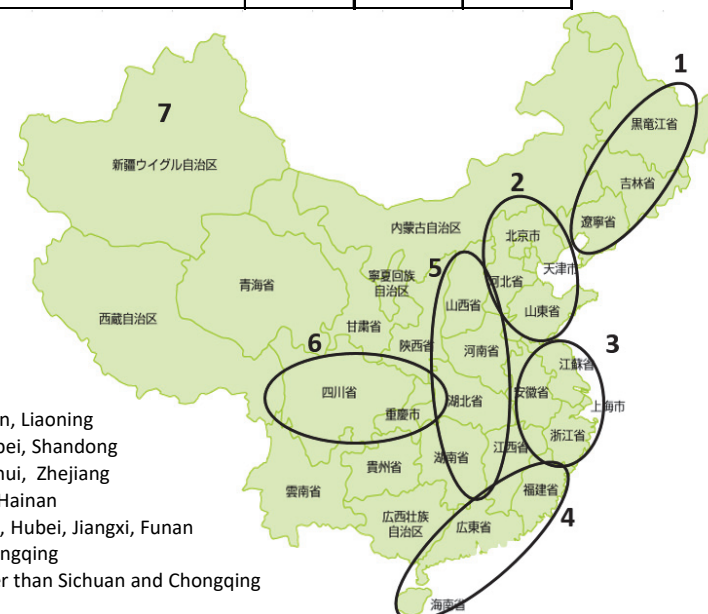 1
黒竜江省
7
吉林省
新疆ウイグル自治区
2
遼寧省
内蒙古自治区
北京市
5
天津市
寧夏回族
自治区
河北省
青海省
山西省
山東省
西蔵自治区
甘粛省
6
陝西省
河南省
3
江蘇省
四川省
湖北省
安徽省
上海市
重慶市
浙江省
n, Liaoning
江西省
bei, Shandong
湖南省
貴州省
hui, Zhejiang
福建省
雲南省
Hainan
4
広西壮族
自治区
広東省
, Hubei, Jiangxi, Funan
ngqing
er than Sichuan and Chongqing
海南省